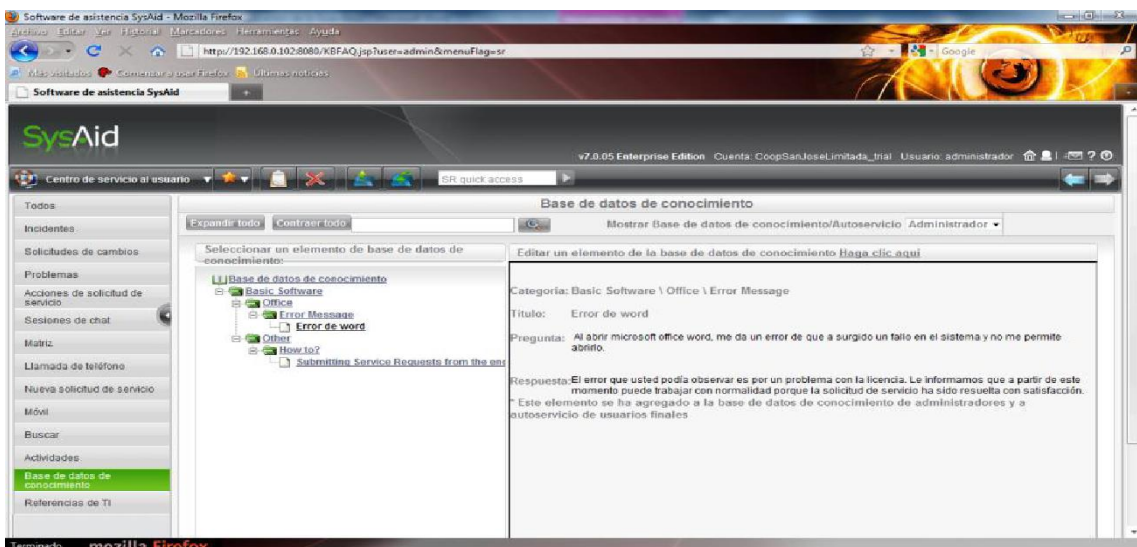 Software de asistencia SysAid - Mozilla Firefox
Archivo Editar Ver Historial Marcadores Herramientas Ayuda
http://192.168.0.102:8080/KBFAQ.jsp?user=admin&menuFlag=sr
Google
Más visitados Comenzar a usar Firefox Últimas noticias
Software de asistencia SysAid
SysAid
v7.0.05 Enterprise Edition Cuenta: CoopSanJoseLimitada_trial Usuario: administrador
Centro de servicio al usuario
SR quick access
Todos
Incidentes
Solicitudes de cambios
Problemas
Acciones de solicitud de servicio
Sesiones de chat
Matriz
Llamada de teléfono
Nueva solicitud de servicio
Móvil
Buscar
Actividades
Base de datos de conocimiento
Referencias de TI
Base de datos de conocimiento
Expandir todo Contraer todo
Mostrar Base de datos de conocimiento/Autoservicio Administrador
Seleccionar un elemento de base de datos de conocimiento:
Base de datos de conocimiento
Basic Software
Office
Error Message
Error de word
Other
How to?
Submitting Service Requests from the en
Editar un elemento de la base de datos de conocimiento Haga clic aquí
Categoría: Basic Software \ Office \ Error Message
Título: Error de word
Pregunta: Al abrir microsoft office word, me da un error de que a surgido un fallo en el sistema y no me permite
abrirlo.
Respuesta: El error que usted podía observar es por un problema con la licencia. Le informamos que a partir de este
momento puede trabajar con normalidad porque la solicitud de servicio ha sido resuelta con satisfacción.
* Este elemento se ha agregado a la base de datos de conocimiento de administradores y a
autoservicio de usuarios finales
Terminado mozilla Firefox